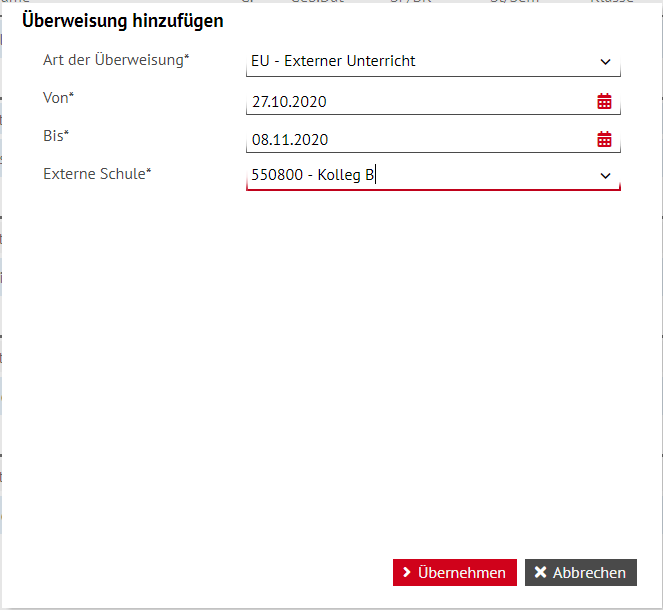 Überweisung hinzufügen
Art der Überweisung*
EU - Externer Unterricht
Von*
27.10.2020
Bis*
08.11.2020
Externe Schule*
550800 - Kolleg B
Übernehmen
Abbrechen